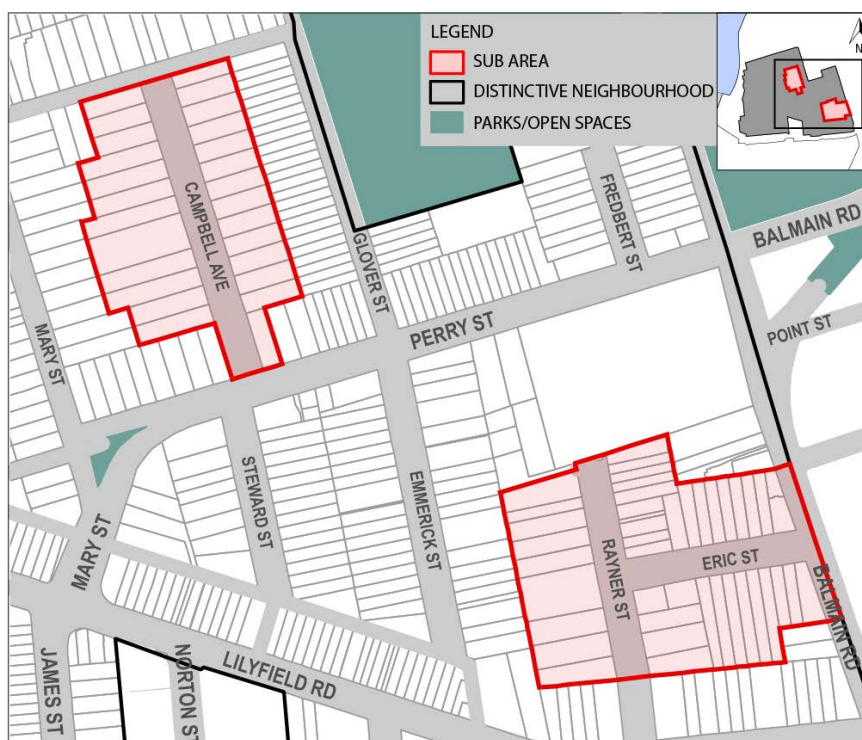 LEGEND
SUB AREA
DISTINCTIVE NEIGHBOURHOOD
PARKS/OPEN SPACES
N
CAMPBELL AVE
GLOVER ST
FREDBERT ST
BALMAIN RD
MARY ST
PERRY ST
POINT ST
STEWARD ST
EMMERICK ST
MARY ST
RAYNER ST
ERIC ST
BALMAIN RD
JAMES ST
NORTON ST
LILYFIELD RD